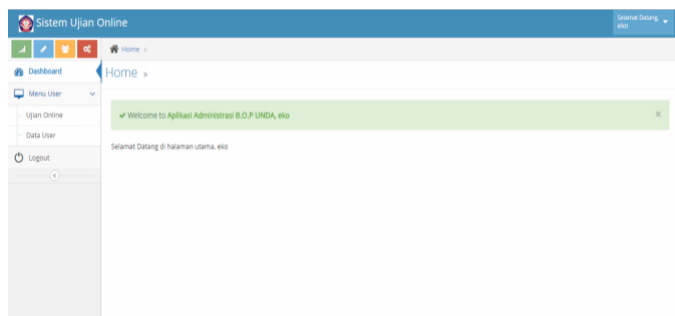 Sistem Ujian Online
Selamat Datang,
eko
Home
Dashboard
Home »
Menu User
Ujian Online
Data User
Logout
Welcome to Aplikasi Administrasi B.O.P UNDA, eko
Selamat Datang di halaman utama. eko